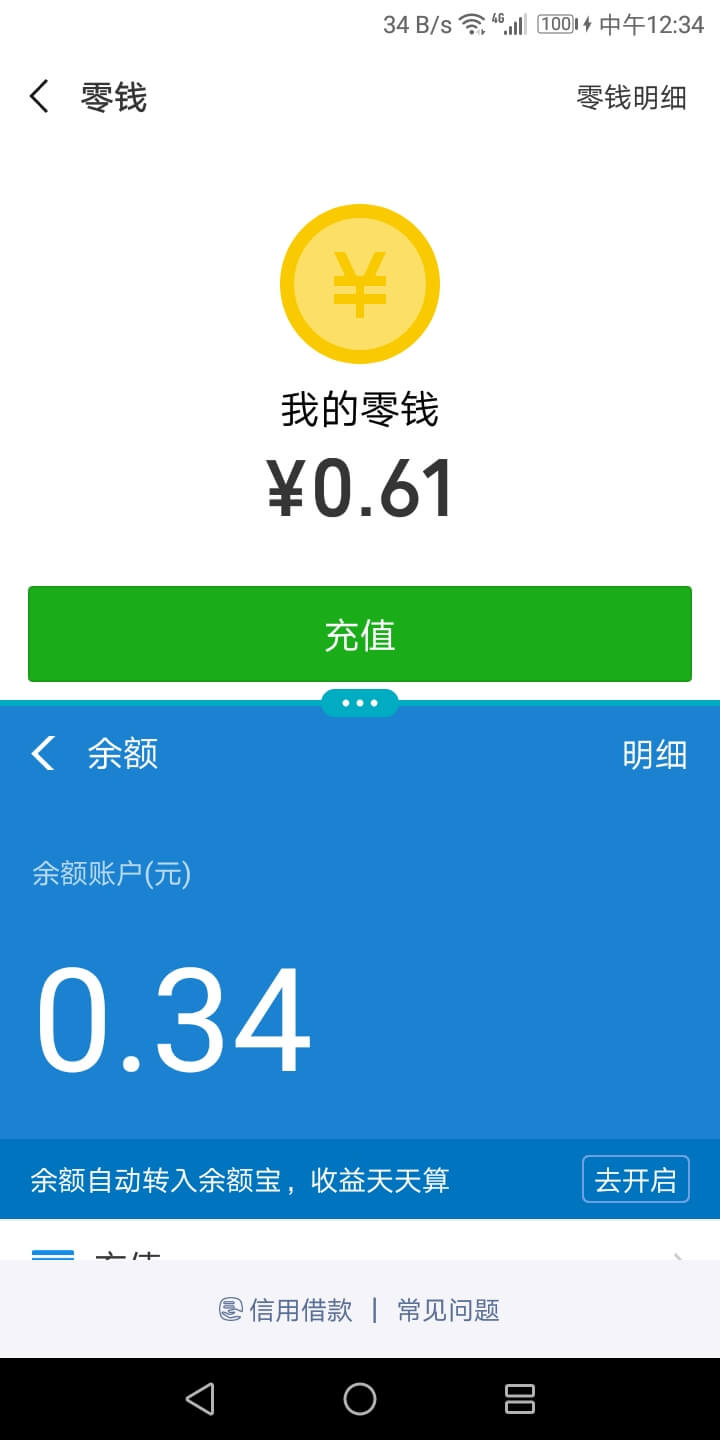 34 B/s 4G 100 中午12:34
零钱 零钱明细
¥
我的零钱
¥0.61
充值
余额 明细
余额账户(元)
0.34
余额自动转入余额宝，收益天天算 去开启
充值
信用借款 | 常见问题